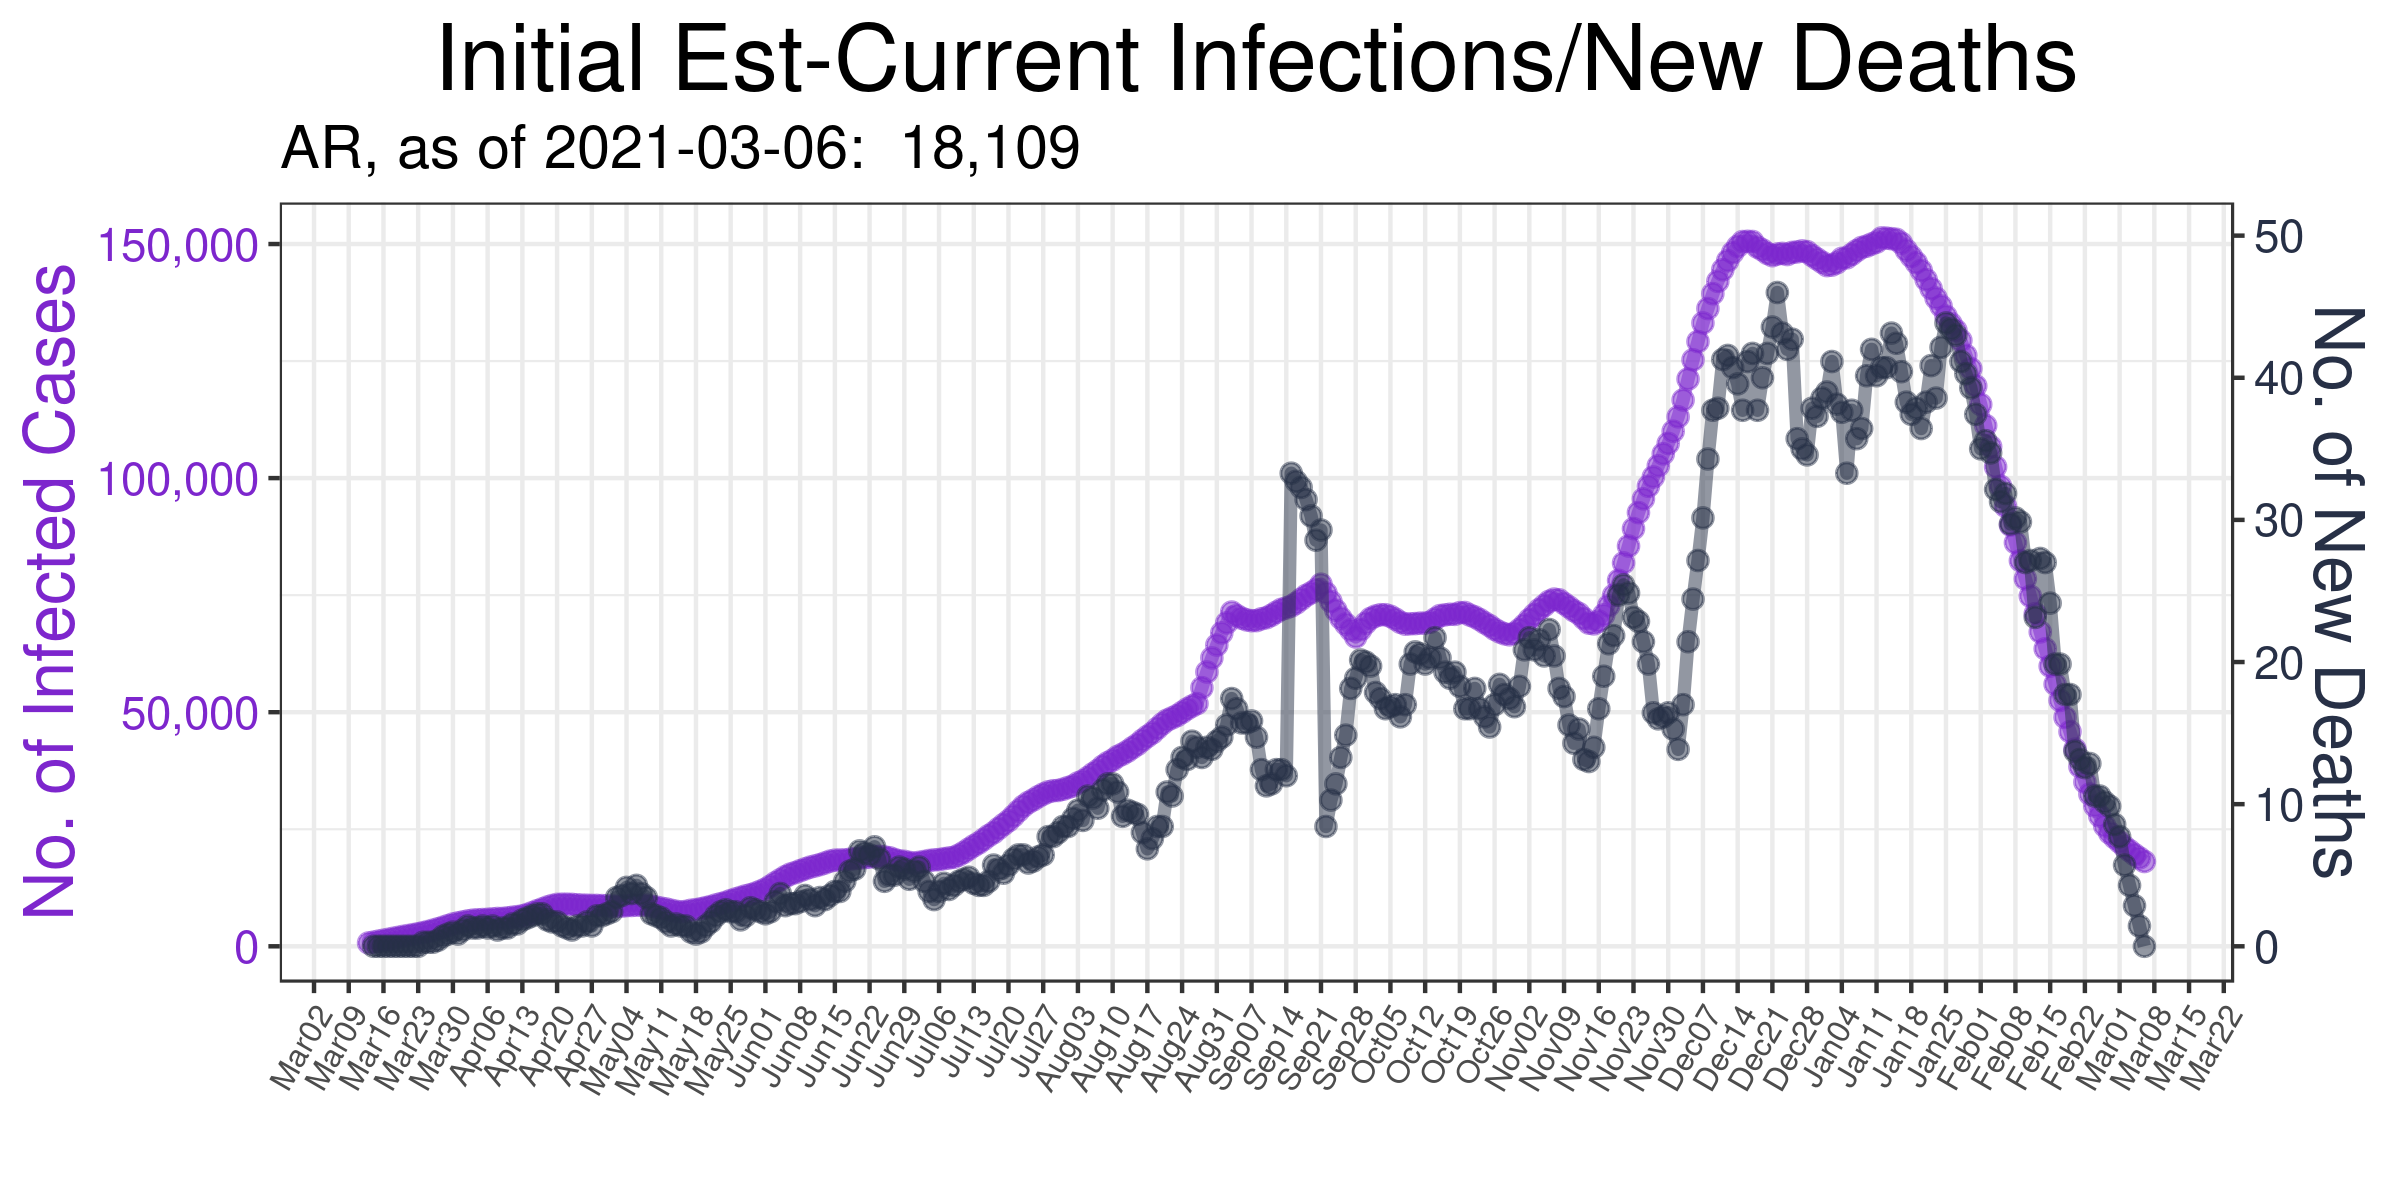 Initial Est-Current Infections/New Deaths
AR, as of 2021-03-06:  18,109
No. of Infected Cases
150,000
100,000
50,000
0
50
40
30
20
10
0
No. of New Deaths
Mar02
Mar09
Mar16
Mar23
Mar30
Apr06
Apr13
Apr20
Apr27
May04
May11
May18
May25
Jun01
Jun08
Jun15
Jun22
Jun29
Jul06
Jul13
Jul20
Jul27
Aug03
Aug10
Aug17
Aug24
Aug31
Sep07
Sep14
Sep21
Sep28
Oct05
Oct12
Oct19
Oct26
Nov02
Nov09
Nov16
Nov23
Nov30
Dec07
Dec14
Dec21
Dec28
Dec04
Jan11
Jan18
Jan25
Feb01
Feb08
Feb15
Feb22
Mar01
Mar08
Mar15
Mar22